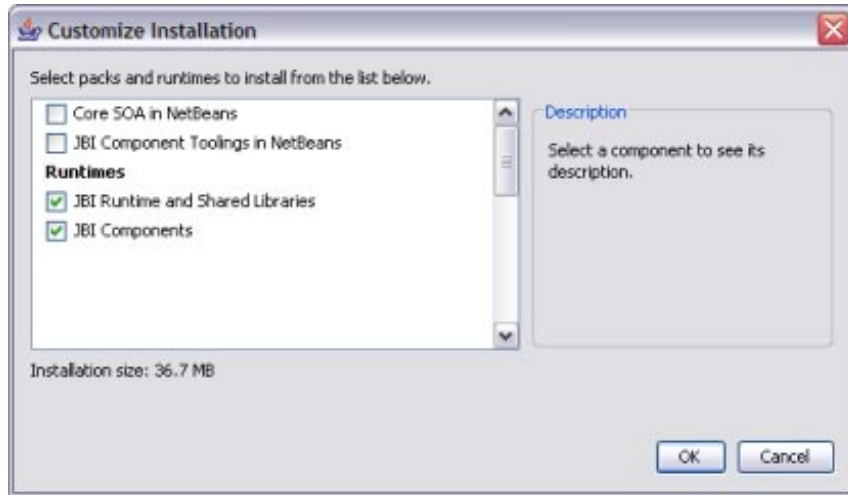 Customize Installation
Select packs and runtimes to install from the list below.
Core SOA in NetBeans
JBI Component Toolings in NetBeans
Runtimes
JBI Runtime and Shared Libraries
JBI Components
Description
Select a component to see its
description.
Installation size: 36.7 MB
OK
Cancel